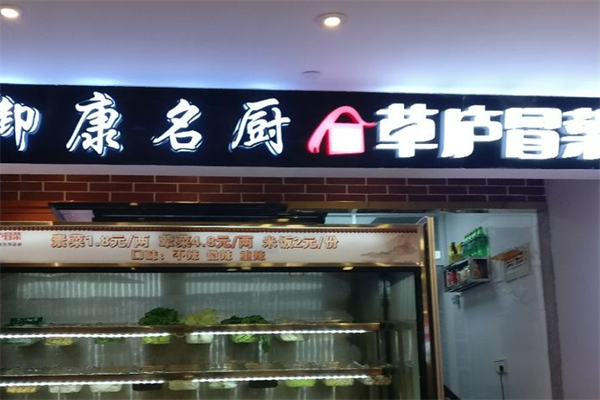 御康名厨 草庐冒菜
素菜1.8元/两 荤菜4.8元/两 米饭2元/份
口味：不辣 微辣 重辣